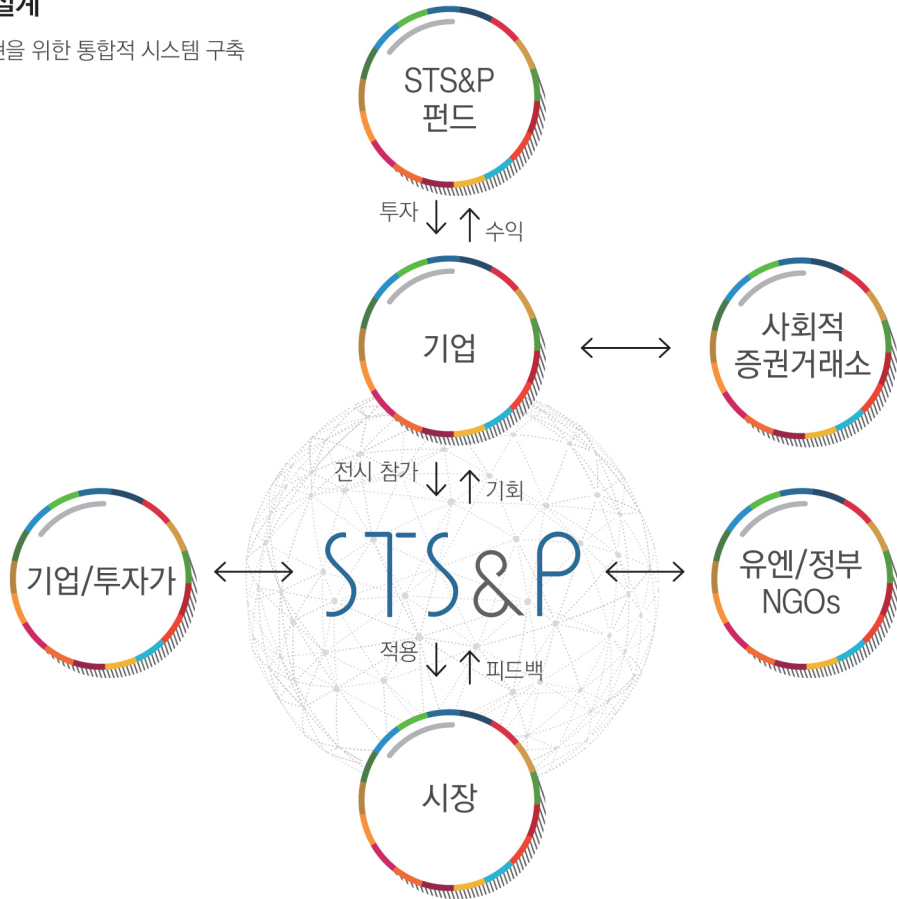 설계
위한 통합적 시스템 구축
STS&P
펀드
투자
수익
기업
사회적
증권거래소
전시 참가
기회
기업/투자가
STS&P
유엔/정부
NGOs
적용
피드백
시장